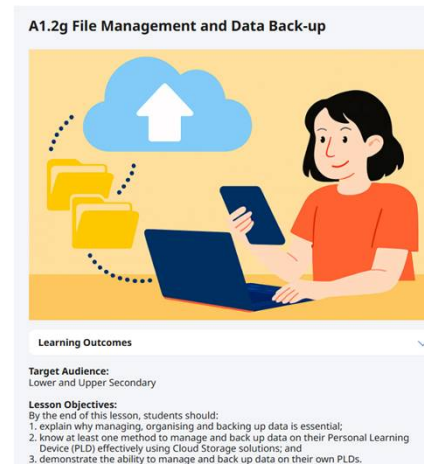 A1.2g File Management and Data Back-up
Learning Outcomes
Target Audience:
Lower and Upper Secondary
Lesson Objectives:
By the end of this lesson, students should:
1. explain why managing, organising and backing up data is essential;
2. know at least one method to manage and back up data on their Personal Learning
Device (PLD) effectively using Cloud Storage solutions; and
3. demonstrate the ability to manage and back up data on their own PLDs.